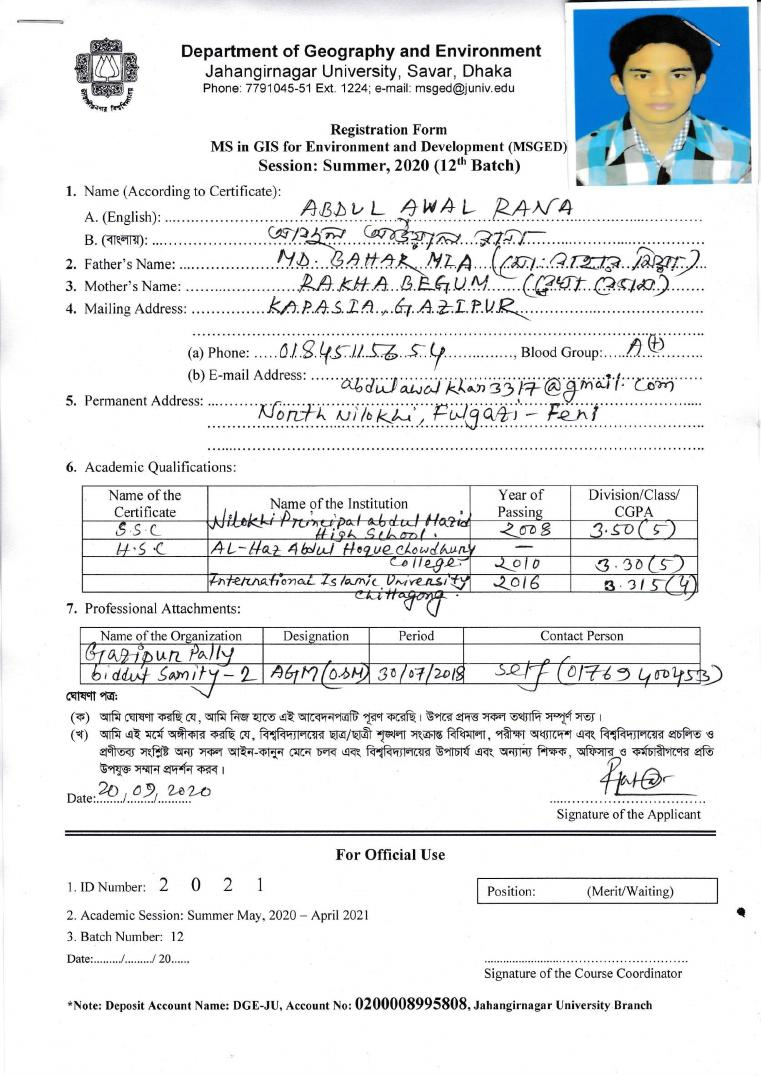 Department of Geography and Environment
Jahangirnagar University, Savar, Dhaka
Phone: 7791045-51 Ext. 1224; e-mail: msged@juniv.edu
Registration Form
MS in GIS for Environment and Development (MSGED)
Session: Summer, 2020 (12th Batch)
1. Name (According to Certificate):
A. (English): ABDUL AWAL RANA
B. (বাংলায়): আবদুল আউয়াল রানা
2. Father's Name: MD. BAHAR MIA (মো: বাহার মিয়া)
3. Mother's Name: RAKHA BEGUM
4. Mailing Address: KAPASIA, GAZIPUR
(a) Phone: 01845115654, Blood Group: A(+)
(b) E-mail Address: abdulawalkhan3317@gmail.com
5. Permanent Address: North Nilokhi, Fulgazi - Feni
6. Academic Qualifications:
Name of the Certificate Name of the Institution Year of Passing Division/Class/ CGPA
S.S.C Nilokhi Principal abdul Mazid High School. 2008 3.50 (5)
H.S.C AL-Haz Abdul Hoque Chowdhury —
College. 2010 3.30 (5)
International Islamic University Chittagong. 2016 3.315 (4)
7. Professional Attachments:
Name of the Organization Designation Period Contact Person
Gazipur Pally
biddut Samity-2 AGM (O&M) 30/07/2018 self (01769400453)
ঘোষণা পত্র:
(ক) আমি ঘোষণা করছি যে, আমি নিজ হাতে এই আবেদনপত্রটি পূরণ করেছি। উপরে প্রদত্ত সকল তথ্যাদি সম্পূর্ণ সত্য।
(খ) আমি এই মর্মে অঙ্গীকার করছি যে, বিশ্ববিদ্যালয়ের ছাত্র/ছাত্রী শৃঙ্খলা সংক্রান্ত বিধিমালা, পরীক্ষা অধ্যাদেশ এবং বিশ্ববিদ্যালয়ের প্রচলিত ও
প্রণীতব্য সংশ্লিষ্ট অন্য সকল আইন-কানুন মেনে চলব এবং বিশ্ববিদ্যালয়ের উপাচার্য এবং অন্যান্য শিক্ষক, অফিসার ও কর্মচারীগণের প্রতি
উপযুক্ত সম্মান প্রদর্শন করব।
Date: 20/09/2020
Signature of the Applicant
For Official Use
1. ID Number: 2 0 2 1
Position: (Merit/Waiting)
2. Academic Session: Summer May, 2020 – April 2021
3. Batch Number: 12
Date:........./........./ 20......
Signature of the Course Coordinator
*Note: Deposit Account Name: DGE-JU, Account No: 0200008995808, Jahangirnagar University Branch